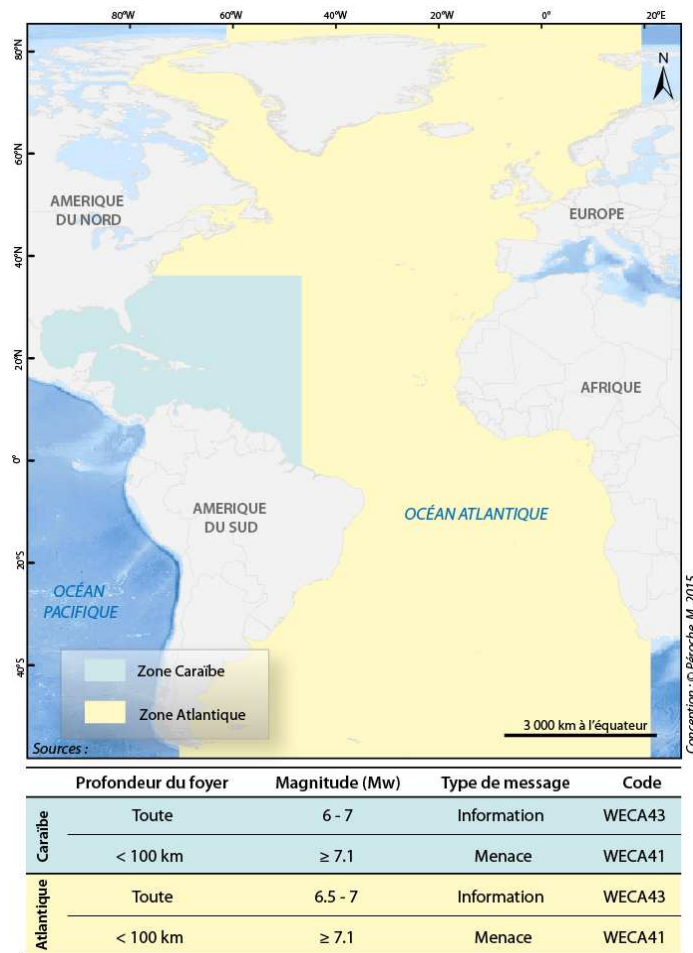 80°W 60°W 40°W 20°W 0° 20°E
80°N
N
60°N
AMÉRIQUE
DU NORD
EUROPE
40°N
20°N
AFRIQUE
0°
AMERIQUE
DU SUD
OCÉAN ATLANTIQUE
20°S
OCÉAN
PACIFIQUE
40°S
Zone Caraïbe
Zone Atlantique
3 000 km à l'équateur
Sources :
Conception : © Péroche, M. 2015
Profondeur du foyer Magnitude (Mw) Type de message Code
Caraïbe
Toute 6 - 7 Information WECA43
< 100 km ≥ 7.1 Menace WECA41
Atlantique
Toute 6.5 - 7 Information WECA43
< 100 km ≥ 7.1 Menace WECA41